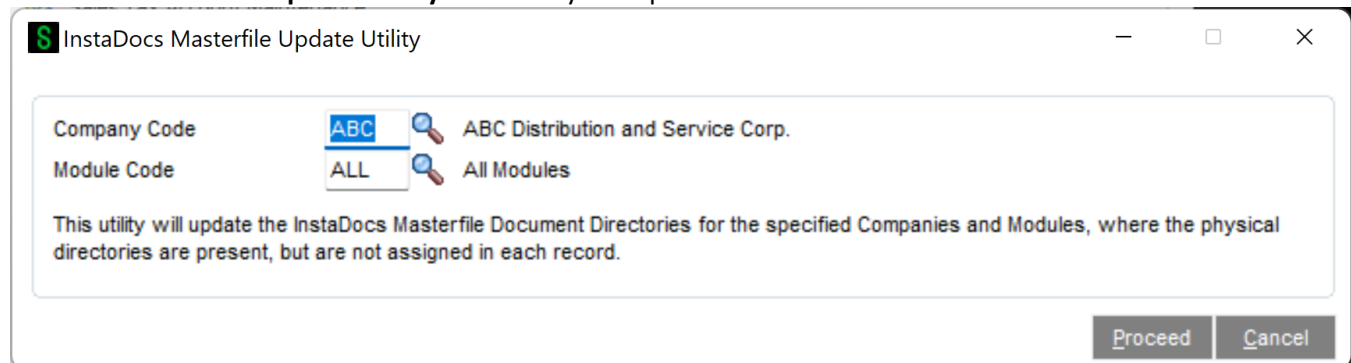 S InstaDocs Masterfile Update Utility
Company Code ABC ABC Distribution and Service Corp.
Module Code ALL All Modules
This utility will update the InstaDocs Masterfile Document Directories for the specified Companies and Modules, where the physical
directories are present, but are not assigned in each record.
Proceed Cancel